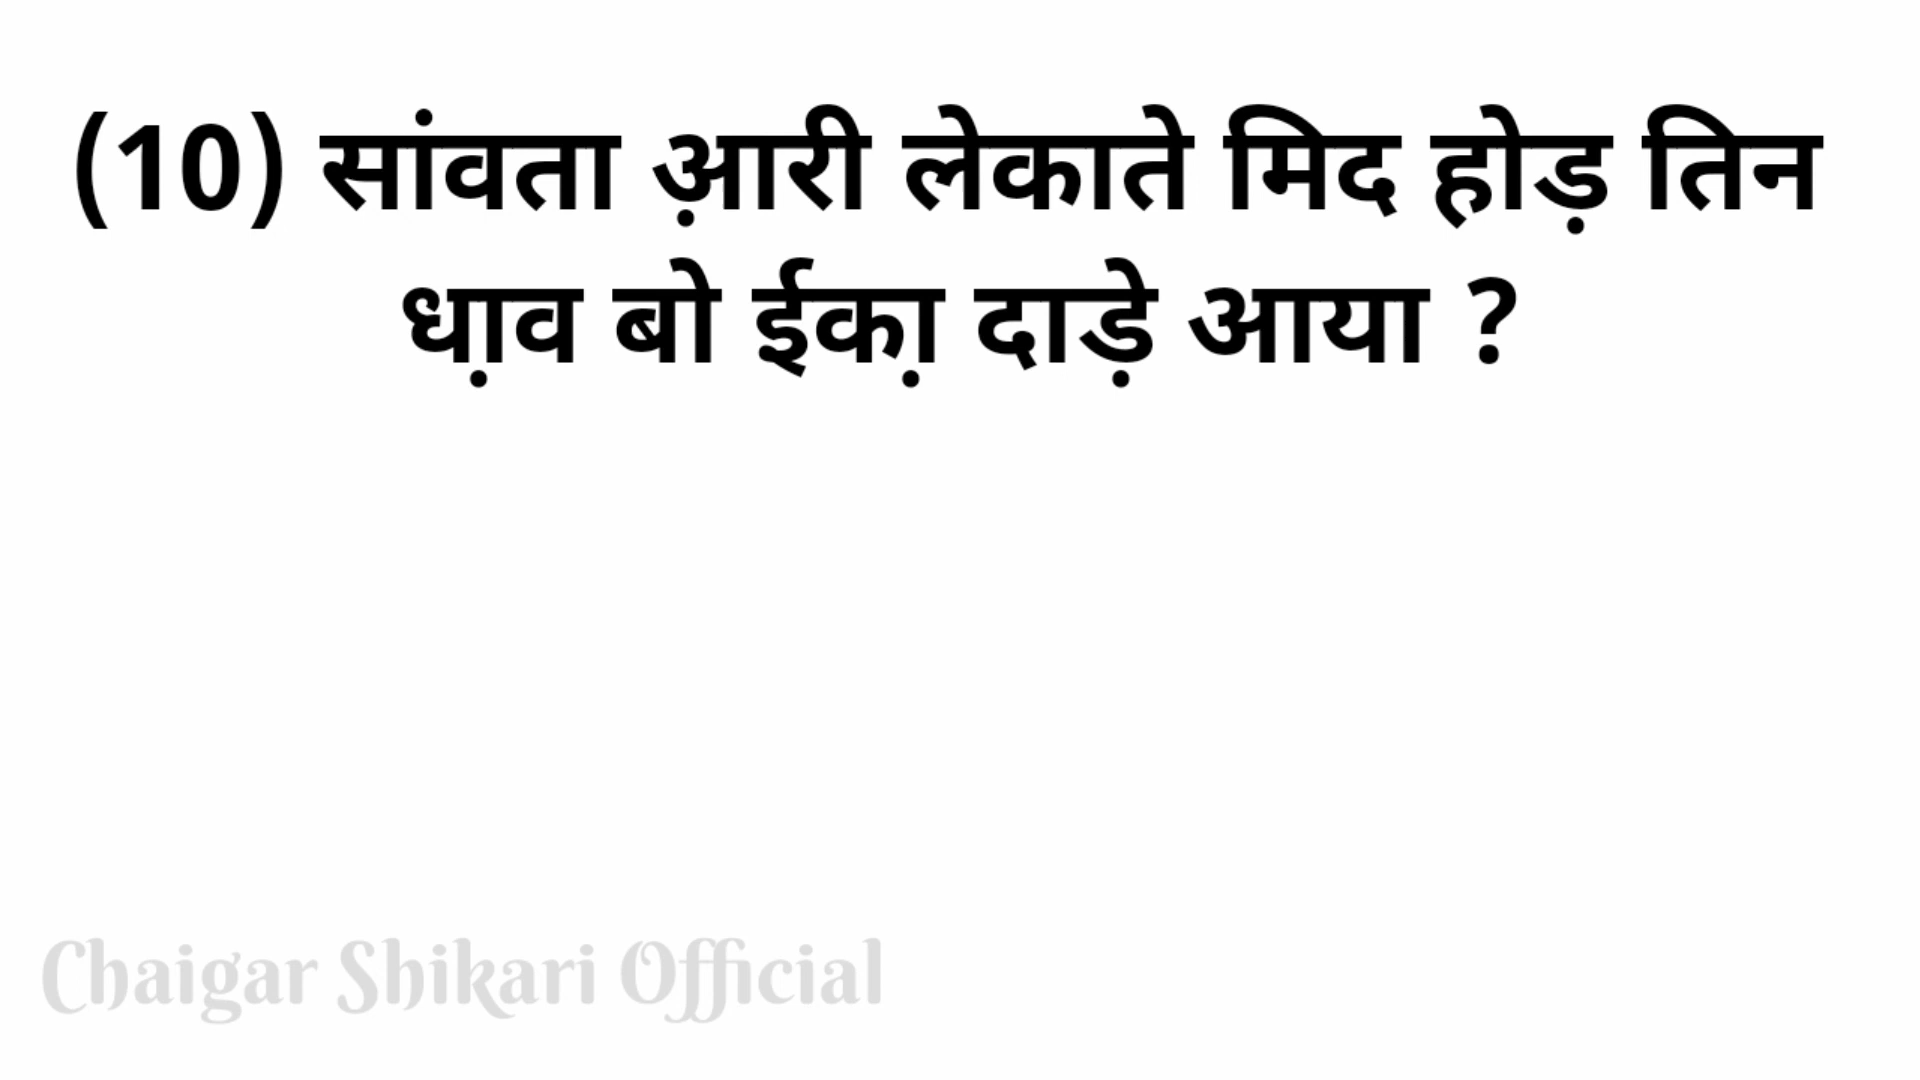 (10) सांवता आ़री लेकाते मिद होड़ तिन
धा़व बो ईका़ दाड़े आया ?
Chaigar Shikari Official